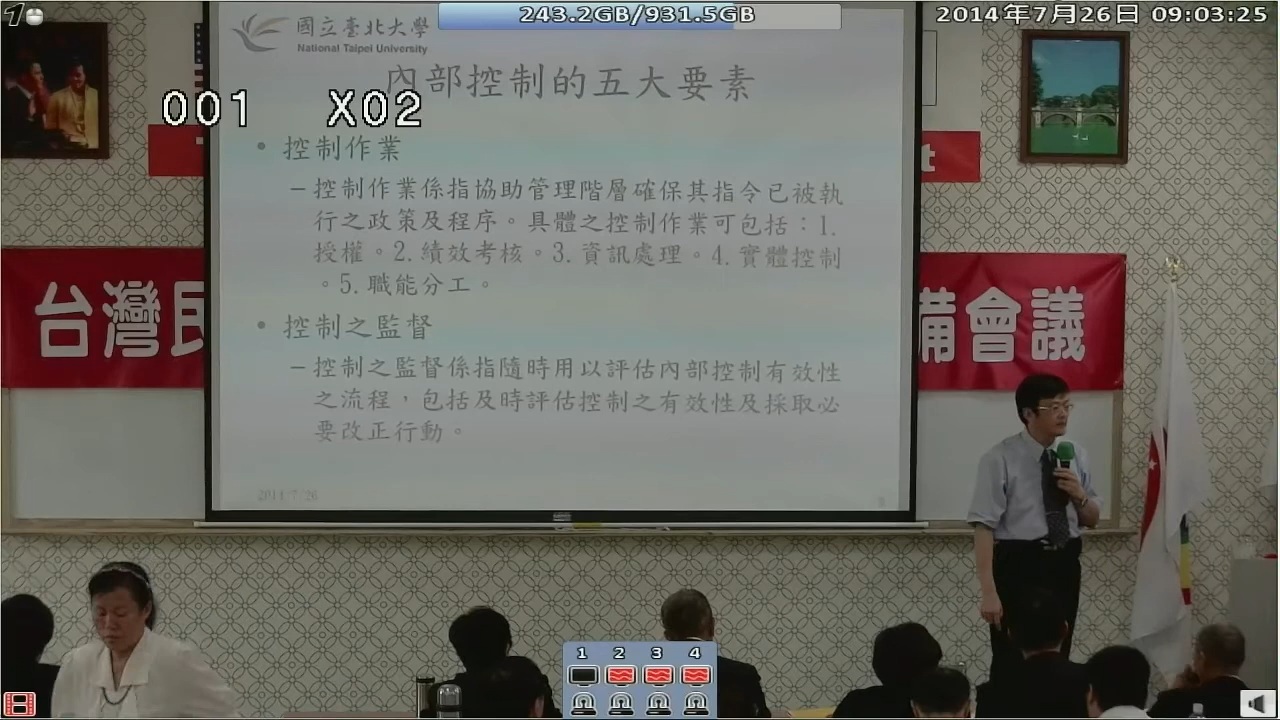 1
243.2GB/931.5GB
2014年7月26日 09:03:25
國立臺北大學
National Taipei University
內部控制的五大要素
001 X02
• 控制作業
–控制作業係指協助管理階層確保其指令已被執
行之政策及程序。具體之控制作業可包括：1.
授權。2.績效考核。3.資訊處理。4.實體控制
。5.職能分工。
• 控制之監督
–控制之監督係指隨時用以評估內部控制有效性
之流程，包括及時評估控制之有效性及採取必
要改正行動。
2014/7/26
t
台灣民
備會議
1 2 3 4